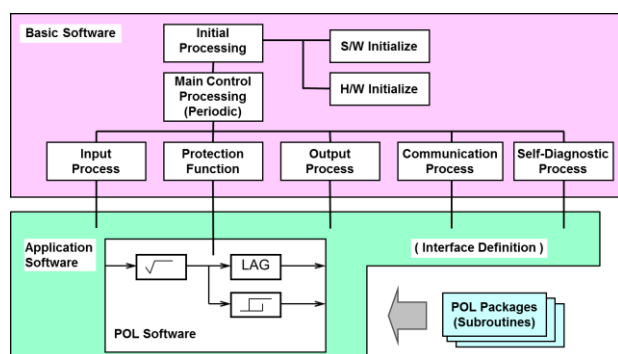 Basic Software
Initial
Processing
S/W Initialize
Main Control
Processing
(Periodic)
H/W Initialize
Input
Process
Protection
Function
Output
Process
Communication
Process
Self-Diagnostic
Process
Application
Software
( Interface Definition )
√
LAG
POL Software
POL Packages
(Subroutines)